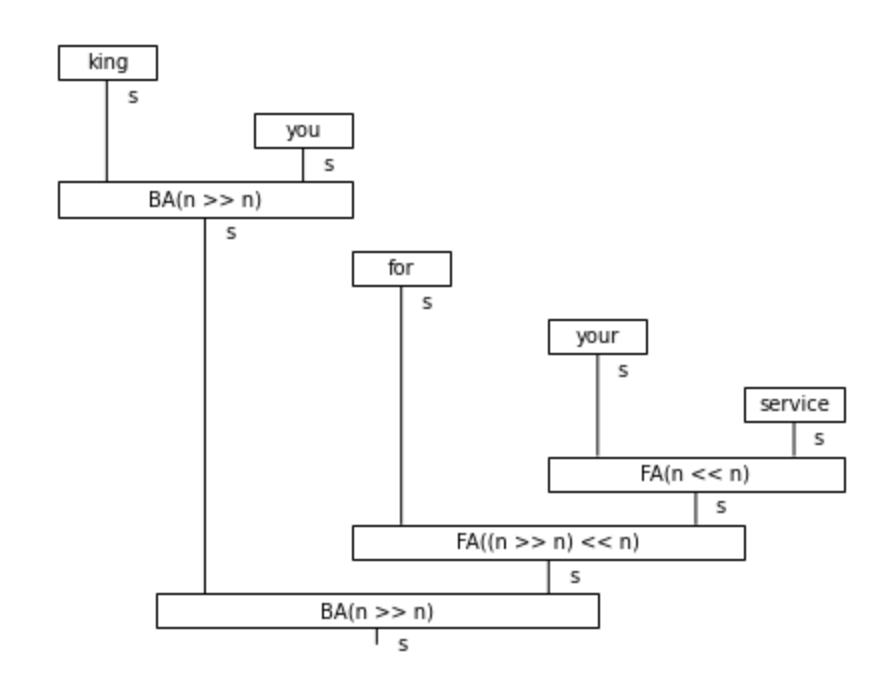 king
s
you
s
BA(n >> n)
s
for
s
your
s
service
s
FA(n << n)
s
FA((n >> n) << n)
s
BA(n >> n)
s